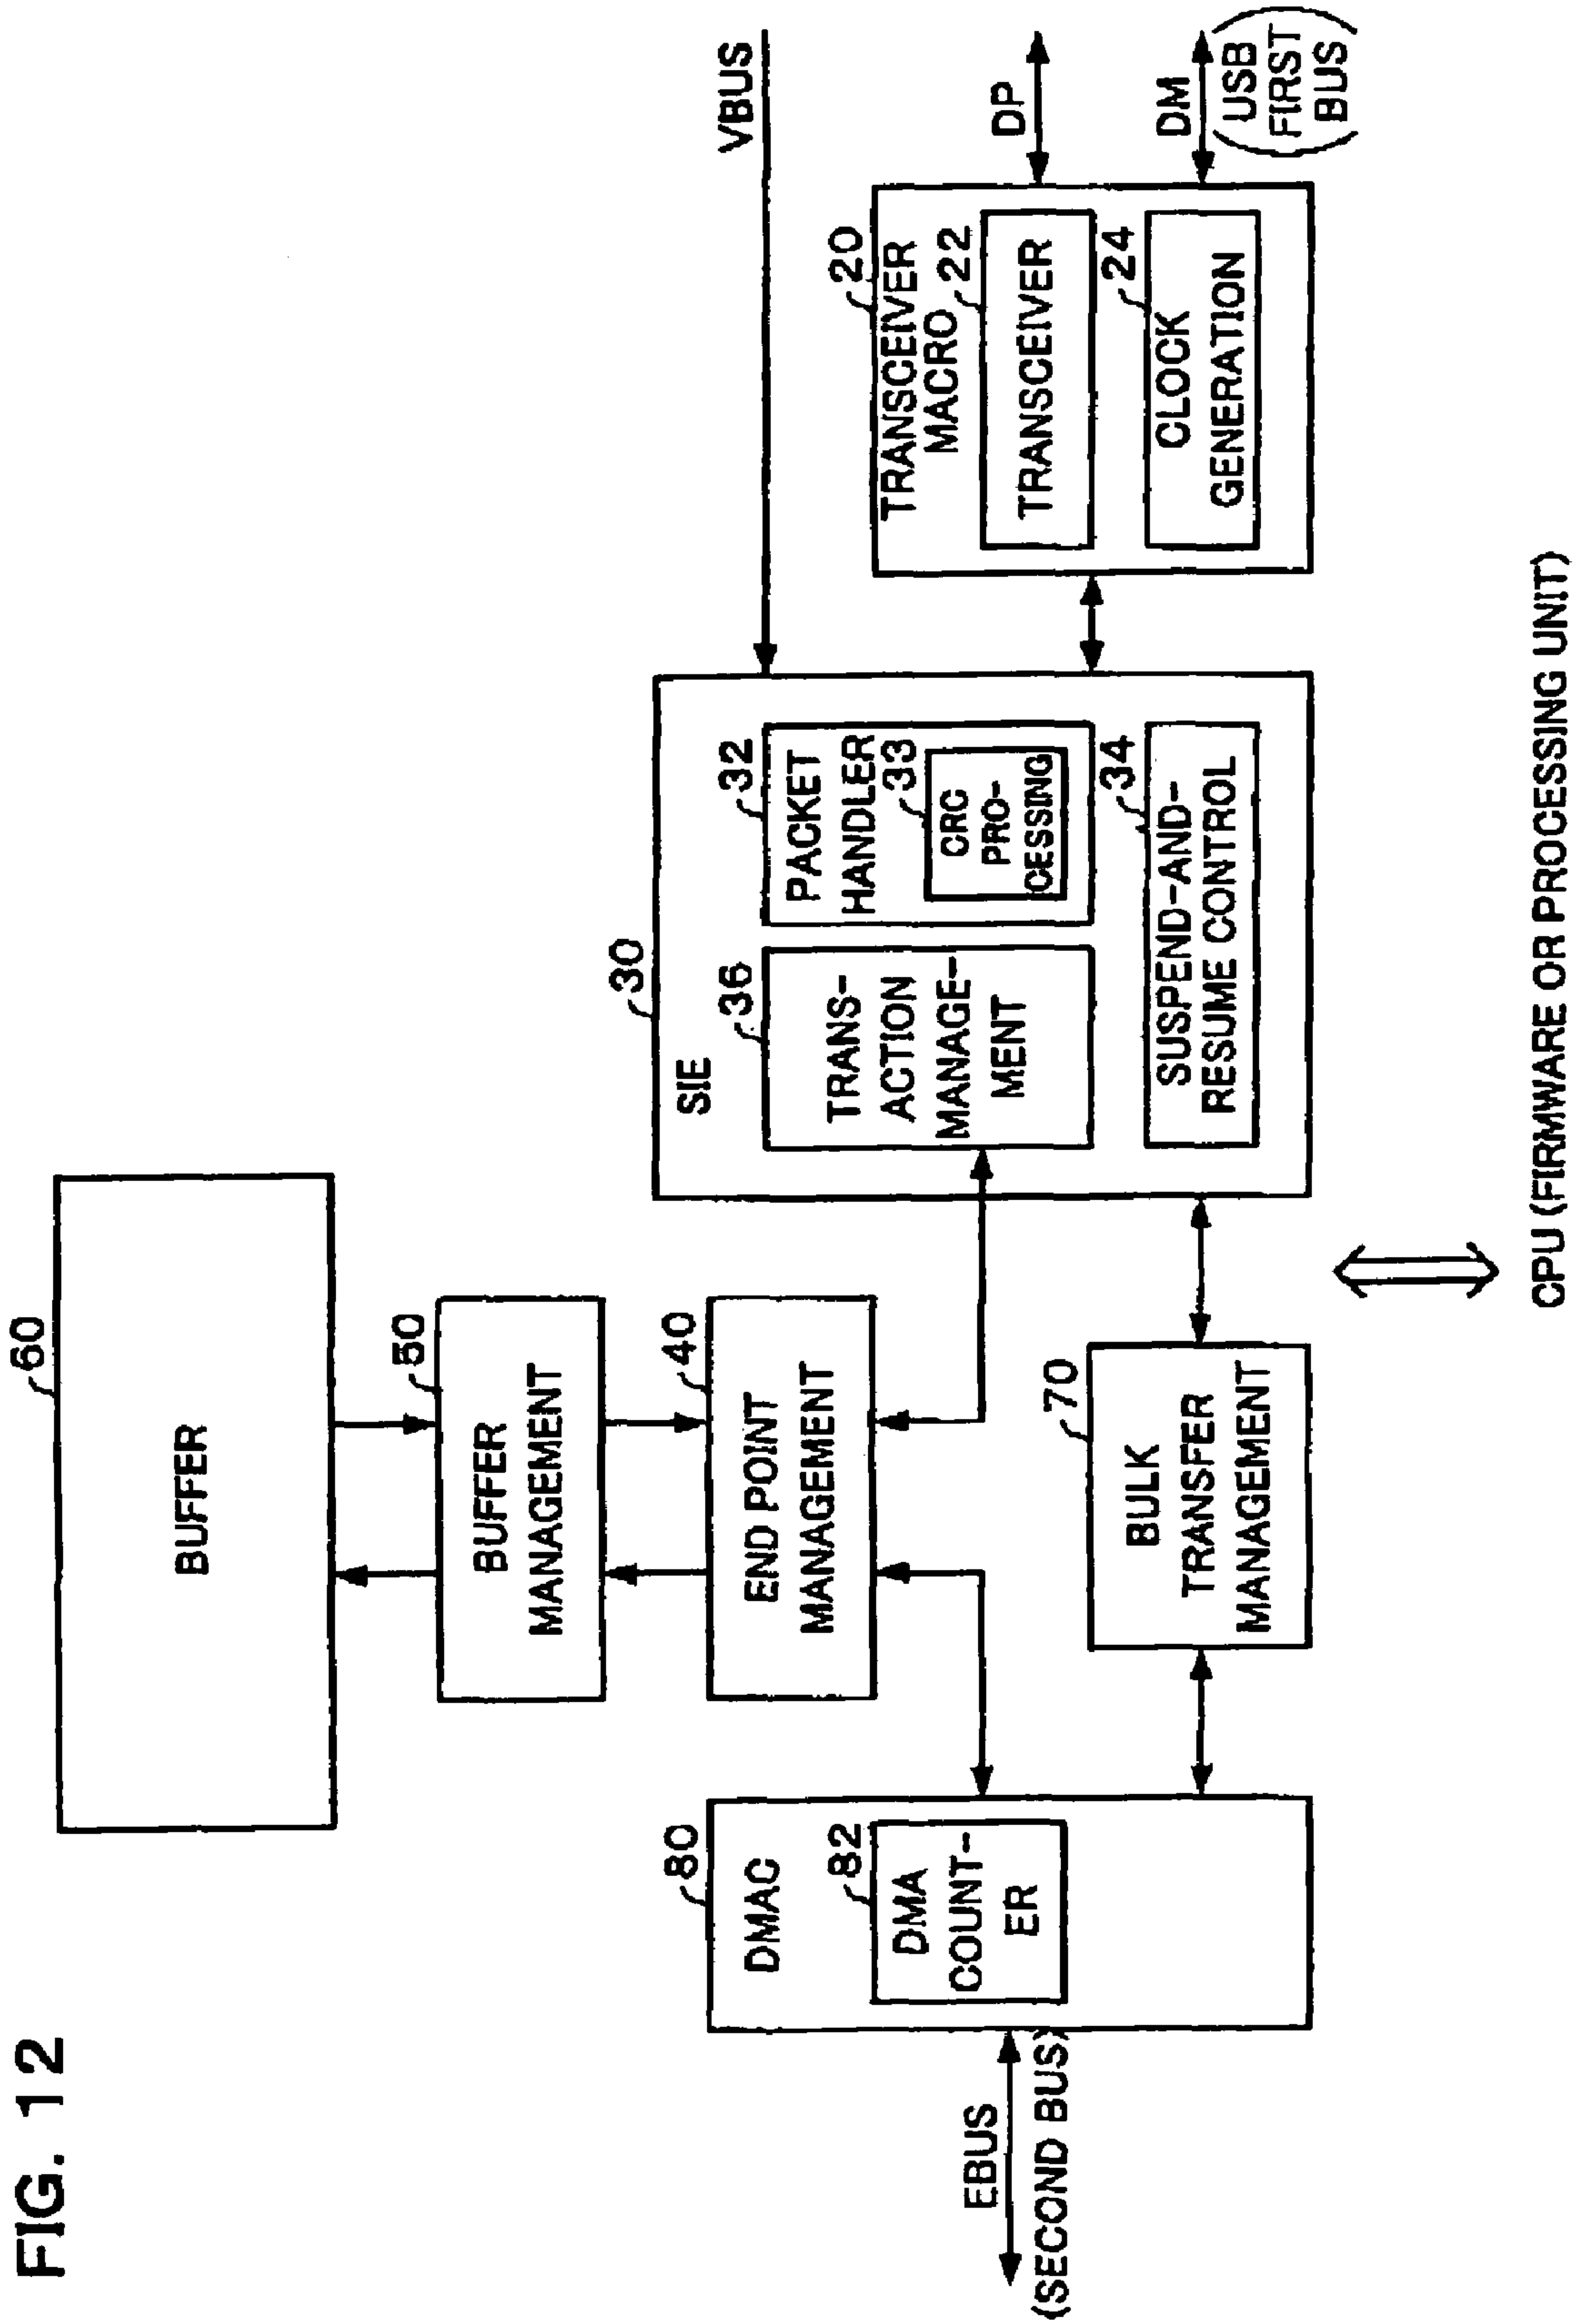 FIG. 12
60
BUFFER
50
BUFFER
MANAGEMENT
40
END POINT
MANAGEMENT
80
DMAC
82
DMA
COUNT-
ER
EBUS
(SECOND BUS)
70
BULK
TRANSFER
MANAGEMENT
30
SIE
36
TRANS-
ACTION
MANAGE-
MENT
32
PACKET
HANDLER
33
CRC
PRO-
CESSING
34
SUSPEND-AND-
RESUME CONTROL
VBUS
20
TRANSCEIVER
MACRO
22
TRANSCEIVER
24
CLOCK
GENERATION
DP
DM
(USB
FIRST
BUS)
CPU (FIRMWARE OR PROCESSING UNIT)